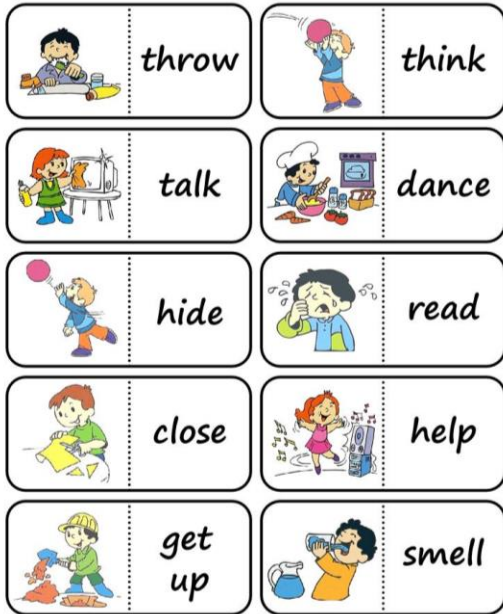 throw
think
talk
dance
hide
read
close
help
get
up
smell